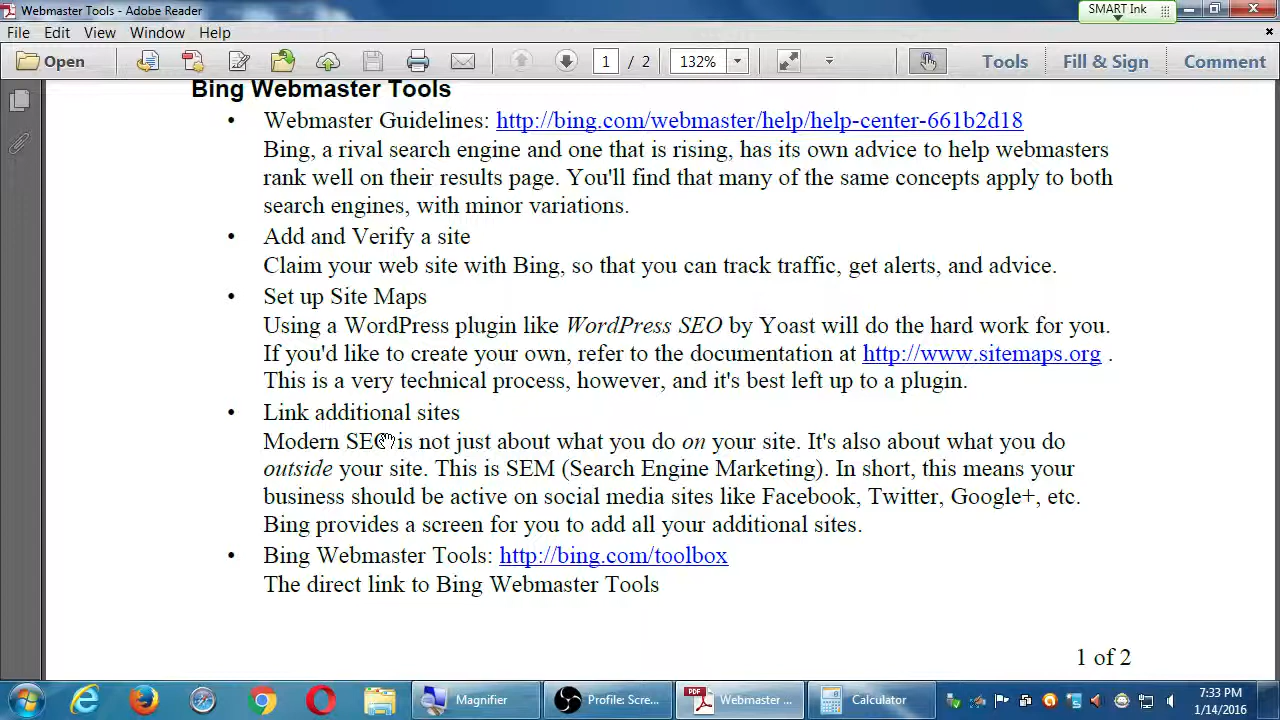 Webmaster Tools - Adobe Reader
SMART Ink
File Edit View Window Help
Open 1 / 2 132% Tools Fill & Sign Comment
Bing Webmaster Tools
• Webmaster Guidelines: http://bing.com/webmaster/help/help-center-661b2d18
Bing, a rival search engine and one that is rising, has its own advice to help webmasters
rank well on their results page. You'll find that many of the same concepts apply to both
search engines, with minor variations.
• Add and Verify a site
Claim your web site with Bing, so that you can track traffic, get alerts, and advice.
• Set up Site Maps
Using a WordPress plugin like WordPress SEO by Yoast will do the hard work for you.
If you'd like to create your own, refer to the documentation at http://www.sitemaps.org .
This is a very technical process, however, and it's best left up to a plugin.
• Link additional sites
Modern SEO is not just about what you do on your site. It's also about what you do
outside your site. This is SEM (Search Engine Marketing). In short, this means your
business should be active on social media sites like Facebook, Twitter, Google+, etc.
Bing provides a screen for you to add all your additional sites.
• Bing Webmaster Tools: http://bing.com/toolbox
The direct link to Bing Webmaster Tools
1 of 2
Magnifier Profile: Scre... PDF Webmaster ... Calculator 7:33 PM
1/14/2016